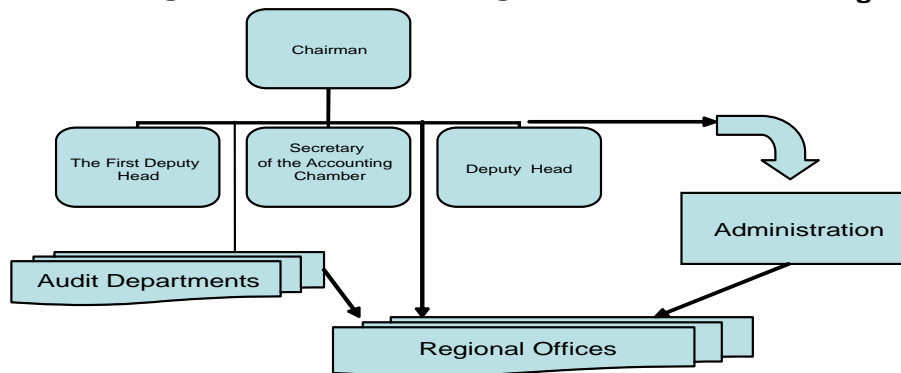 Chairman
The First Deputy
Head
Secretary
of the Accounting
Chamber
Deputy Head
Administration
Audit Departments
Regional Offices